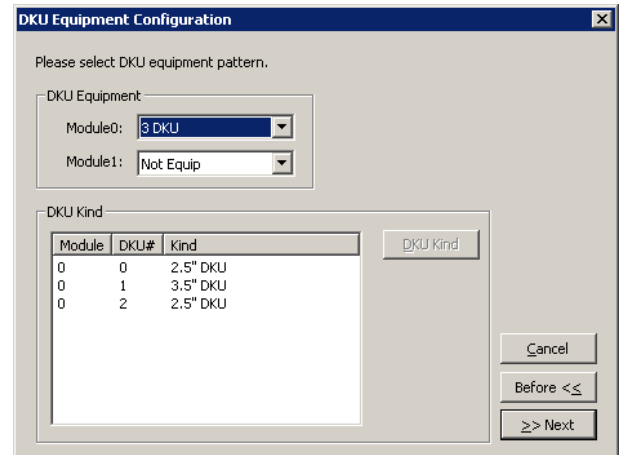 DKU Equipment Configuration
Please select DKU equipment pattern.
DKU Equipment
Module0: 3 DKU
Module1: Not Equip
DKU Kind
Module DKU# Kind
0 0 2.5" DKU
0 1 3.5" DKU
0 2 2.5" DKU
DKU Kind
Cancel
Before <<
>> Next